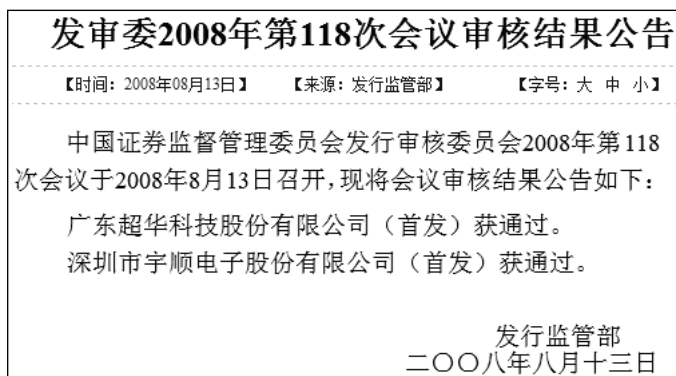 发审委2008年第118次会议审核结果公告
【时间：2008年08月13日】 【来源：发行监管部】 【字号：大 中 小】
中国证券监督管理委员会发行审核委员会2008年第118
次会议于2008年8月13日召开,现将会议审核结果公告如下：
广东超华科技股份有限公司（首发）获通过。
深圳市宇顺电子股份有限公司（首发）获通过。
发行监管部
二〇〇八年八月十三日